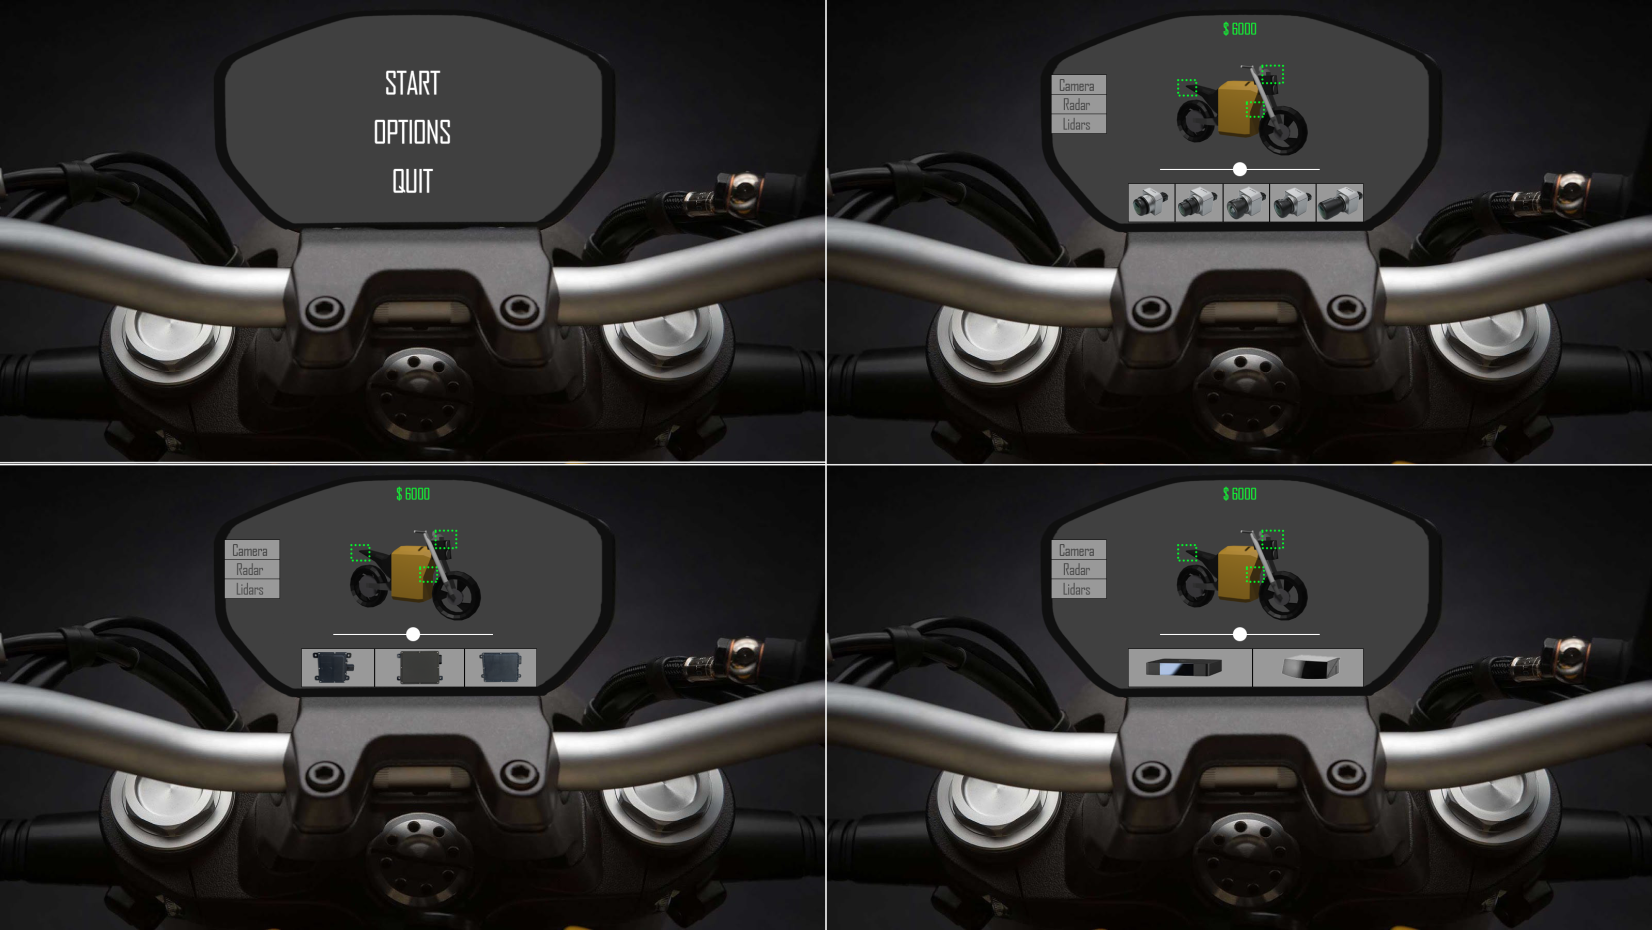 START
OPTIONS
QUIT
$ 6000
Camera
Radar
Lidars
$ 6000
Camera
Radar
Lidars
$ 6000
Camera
Radar
Lidars